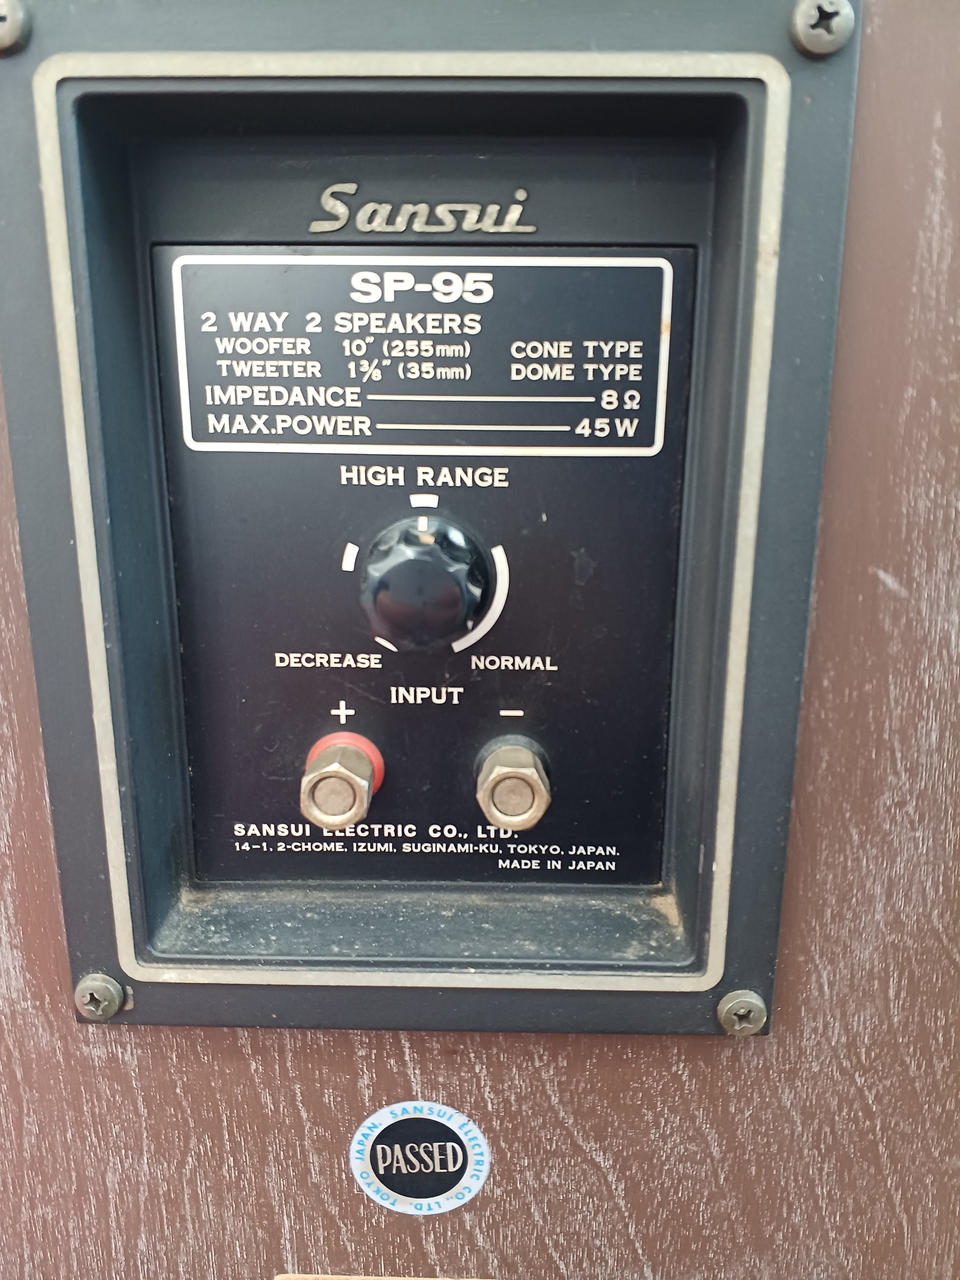 Sansui
SP-95
2 WAY 2 SPEAKERS
WOOFER 10" (255mm) CONE TYPE
TWEETER 1⅜" (35mm) DOME TYPE
IMPEDANCE 8Ω
MAX.POWER 45W
HIGH RANGE
DECREASE NORMAL
INPUT
+ −
SANSUI ELECTRIC CO., LTD.
14-1, 2-CHOME, IZUMI, SUGINAMI-KU, TOKYO, JAPAN.
MADE IN JAPAN
SANSUI ELECTRIC CO., LTD. TOKYO JAPAN.
PASSED